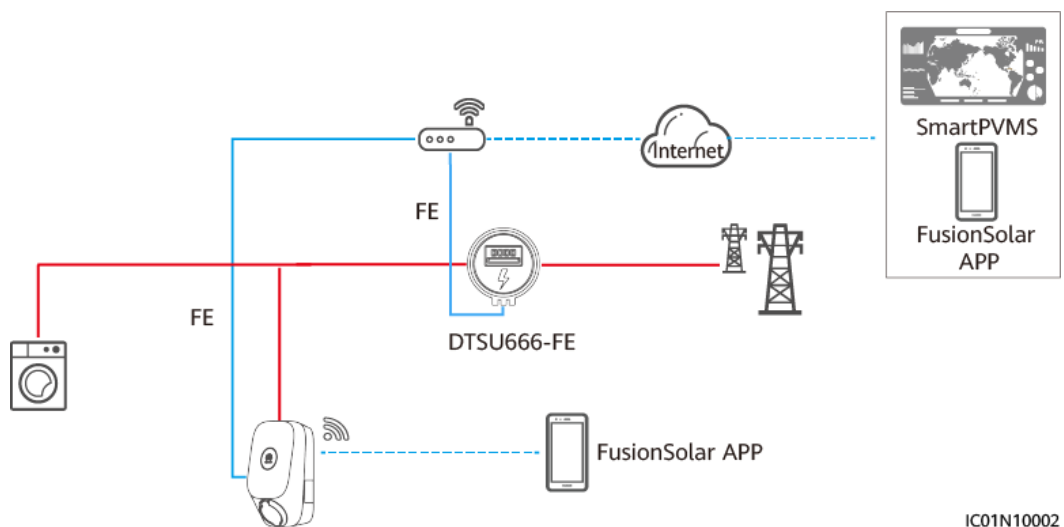 SmartPVMS
Internet
FE
FusionSolar
APP
FE
DTSU666-FE
FusionSolar APP
IC01N10002